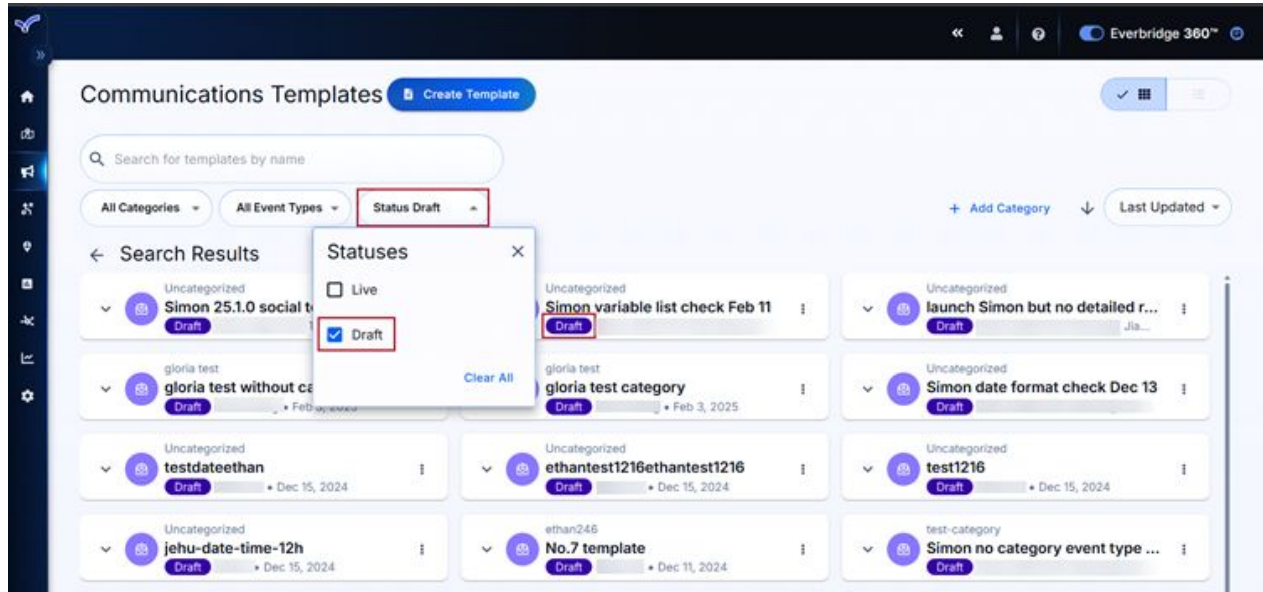 Everbridge 360™
Communications Templates
Create Template
Search for templates by name
All Categories
All Event Types
Status Draft
+ Add Category
Last Updated
Search Results
Statuses
Live
Draft
Clear All
Uncategorized
Simon 25.1.0 social
Draft
Uncategorized
Simon variable list check Feb 11
Draft
Uncategorized
launch Simon but no detailed r...
Draft
Jia...
gloria test
gloria test without ca
Draft • Feb 3, 2025
gloria test
gloria test category
Draft • Feb 3, 2025
Uncategorized
Simon date format check Dec 13
Draft
Uncategorized
testdateethan
Draft • Dec 15, 2024
Uncategorized
ethantest1216ethantest1216
Draft • Dec 15, 2024
Uncategorized
test1216
Draft • Dec 15, 2024
Uncategorized
jehu-date-time-12h
Draft • Dec 15, 2024
ethan246
No.7 template
Draft • Dec 11, 2024
test-category
Simon no category event type ...
Draft